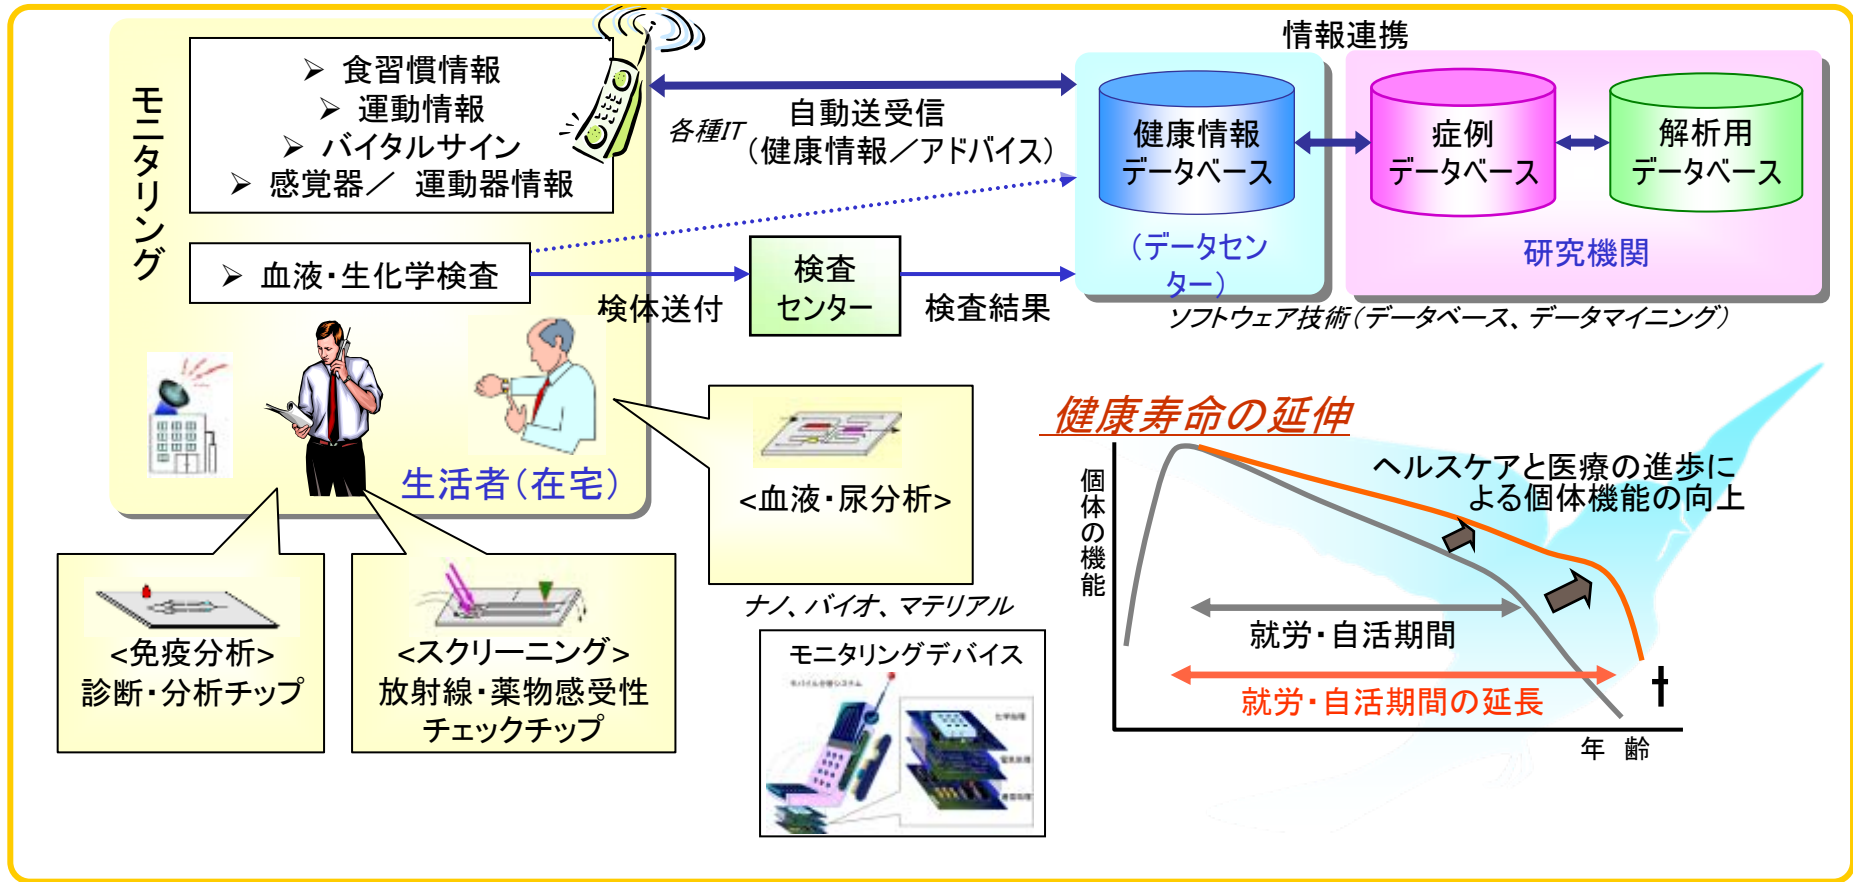 モニタリング
➢ 食習慣情報
➢ 運動情報
➢ バイタルサイン
➢ 感覚器／ 運動器情報
➢ 血液・生化学検査
生活者（在宅）
各種IT
自動送受信
（健康情報／アドバイス）
検体送付
検査
センター
検査結果
情報連携
健康情報
データベース
（データセン
ター）
症例
データベース
解析用
データベース
研究機関
ソフトウェア技術（データベース、データマイニング）
<免疫分析>
診断・分析チップ
<スクリーニング>
放射線・薬物感受性
チェックチップ
<血液・尿分析>
ナノ、バイオ、マテリアル
モニタリングデバイス
モバイル分析システム
健康寿命の延伸
個体の機能
ヘルスケアと医療の進歩に
よる個体機能の向上
就労・自活期間
就労・自活期間の延長
年 齢